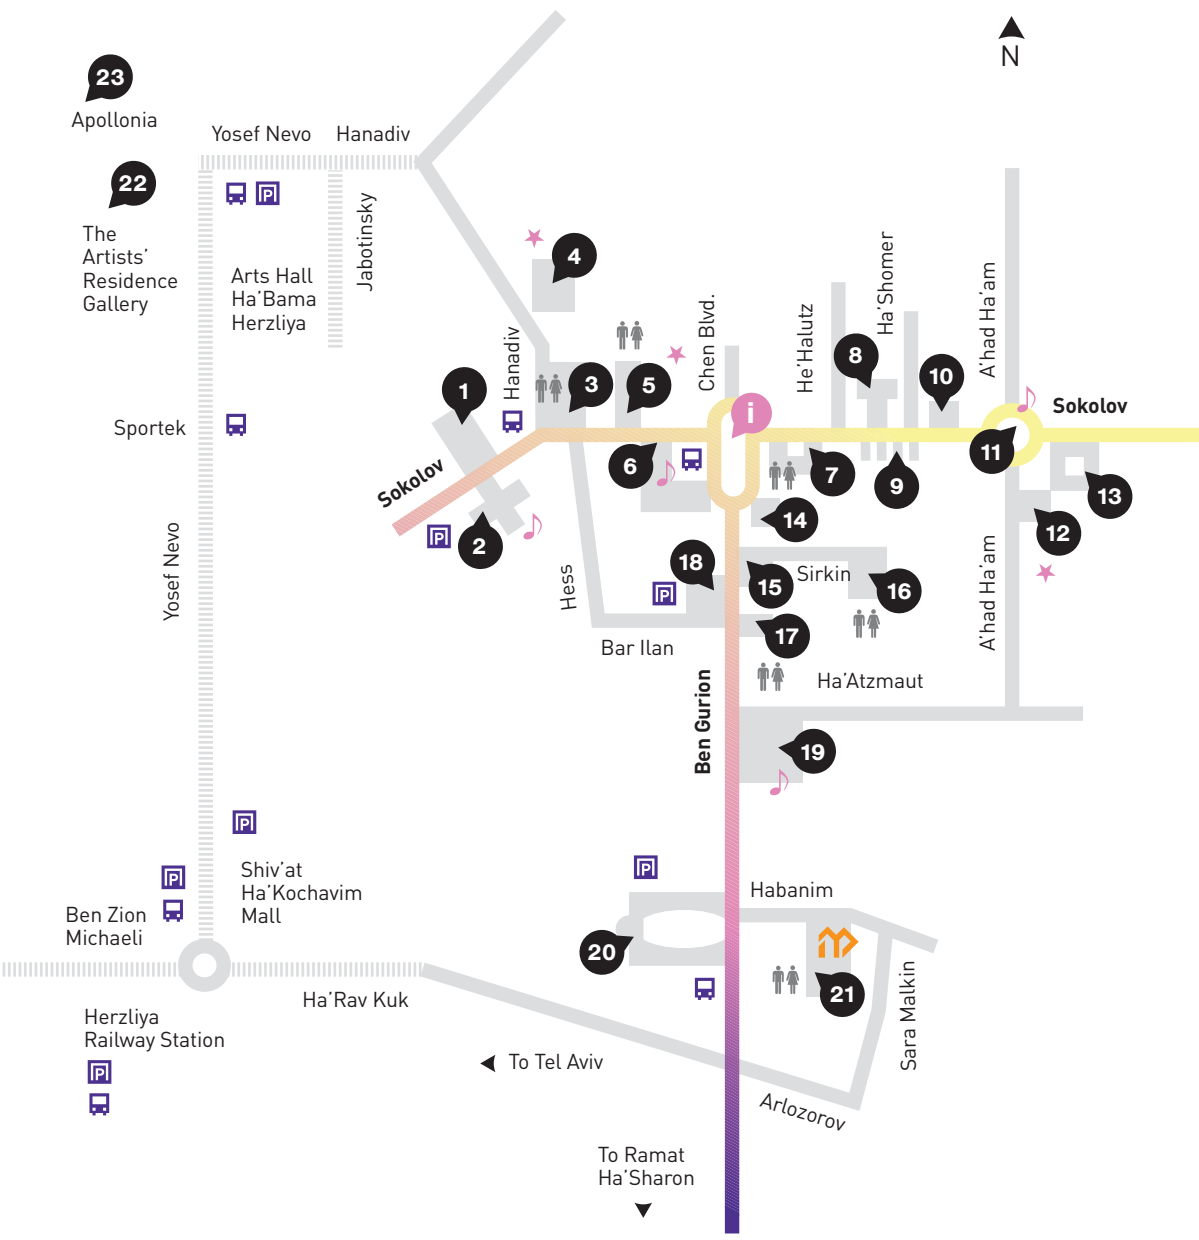 N
23
Apollonia
Yosef Nevo
Hanadiv
22
The
Artists’
Residence
Gallery
P
Arts Hall
Ha’Bama
Herzliya
Jabotinsky
4
Hanadiv
Chen Blvd.
He’Halutz
Ha’Shomer
A’had Ha’am
1
3
5
8
10
i
Sokolov
Sportek
Sokolov
6
7
9
11
13
P
2
14
12
Yosef Nevo
Hess
18
P
15
Sirkin
16
A’had Ha’am
17
Bar Ilan
Ben Gurion
Ha’Atzmaut
19
P
P
Shiv’at
Ha’Kochavim
Mall
Ben Zion
Michaeli
P
Habanim
20
21
Sara Malkin
Ha’Rav Kuk
Herzliya
Railway Station
P
To Tel Aviv
Arlozorov
To Ramat
Ha’Sharon